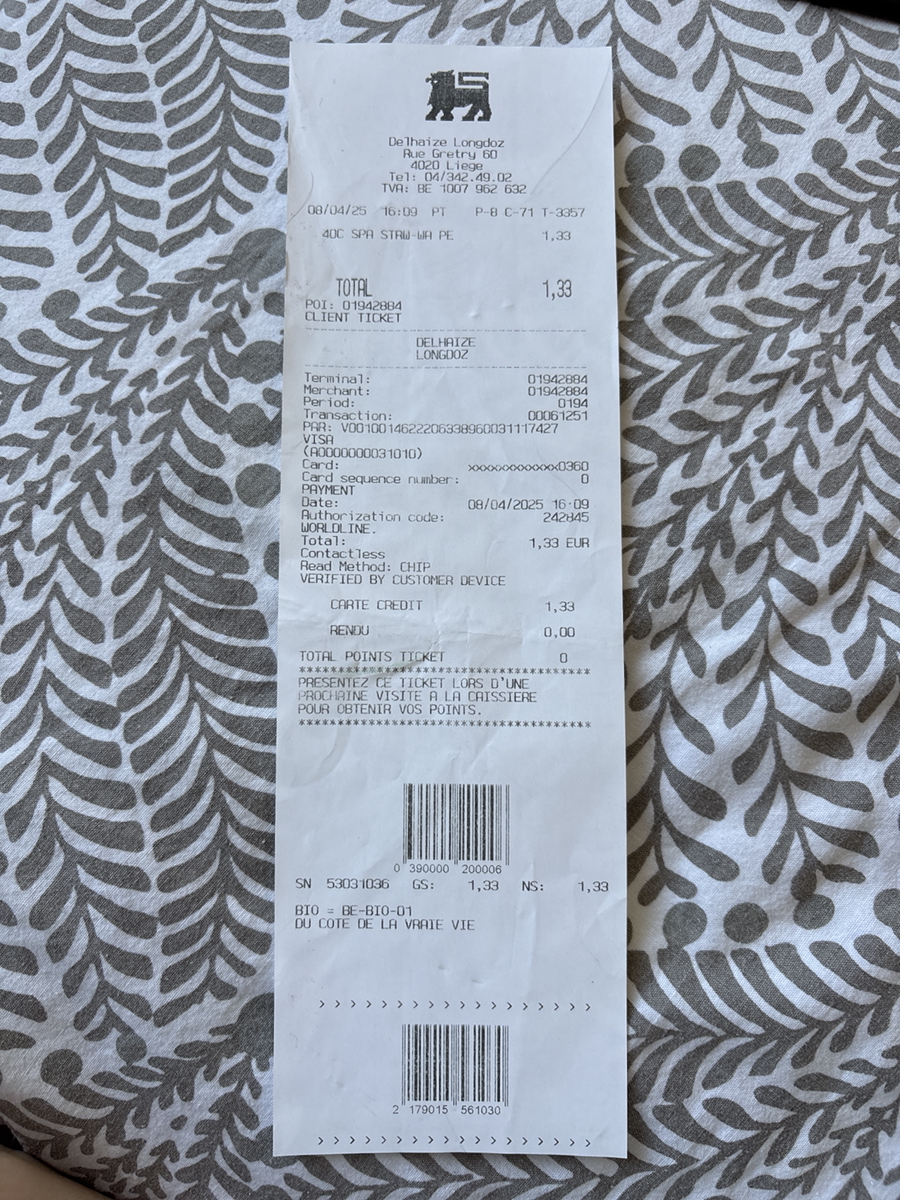 Delhaize Longdoz
Rue Gretry 60
4020 Liege
Tel: 04/342.49.02
TVA: BE 1007 962 632
08/04/25 16:09 PT P-8 C-71 T-3357
40C SPA STRW-WA PE 1,33
TOTAL 1,33
POI: 01942884
CLIENT TICKET
DELHAIZE
LONGDOZ
Terminal: 01942884
Merchant: 01942884
Period: 0194
Transaction: 00061251
PAR: V0010014622206338960031117427
VISA
(A0000000031010)
Card: xxxxxxxxxxxx0360
Card sequence number: 0
PAYMENT
Date: 08/04/2025 16:09
Authorization code: 242845
WORLDLINE.
Total: 1,33 EUR
Contactless
Read Method: CHIP
VERIFIED BY CUSTOMER DEVICE
CARTE CREDIT 1,33
RENDU 0,00
TOTAL POINTS TICKET 0
****************************************
PRESENTEZ CE TICKET LORS D'UNE
PROCHAINE VISITE A LA CAISSIERE
POUR OBTENIR VOS POINTS.
****************************************
0 390000 200006
SN 53031036 GS: 1,33 NS: 1,33
BIO = BE-BIO-01
DU COTE DE LA VRAIE VIE
> > > > > > > > > > > > > > > > >
2 179015 561030
> > > > > > > > > > > > > > > > >